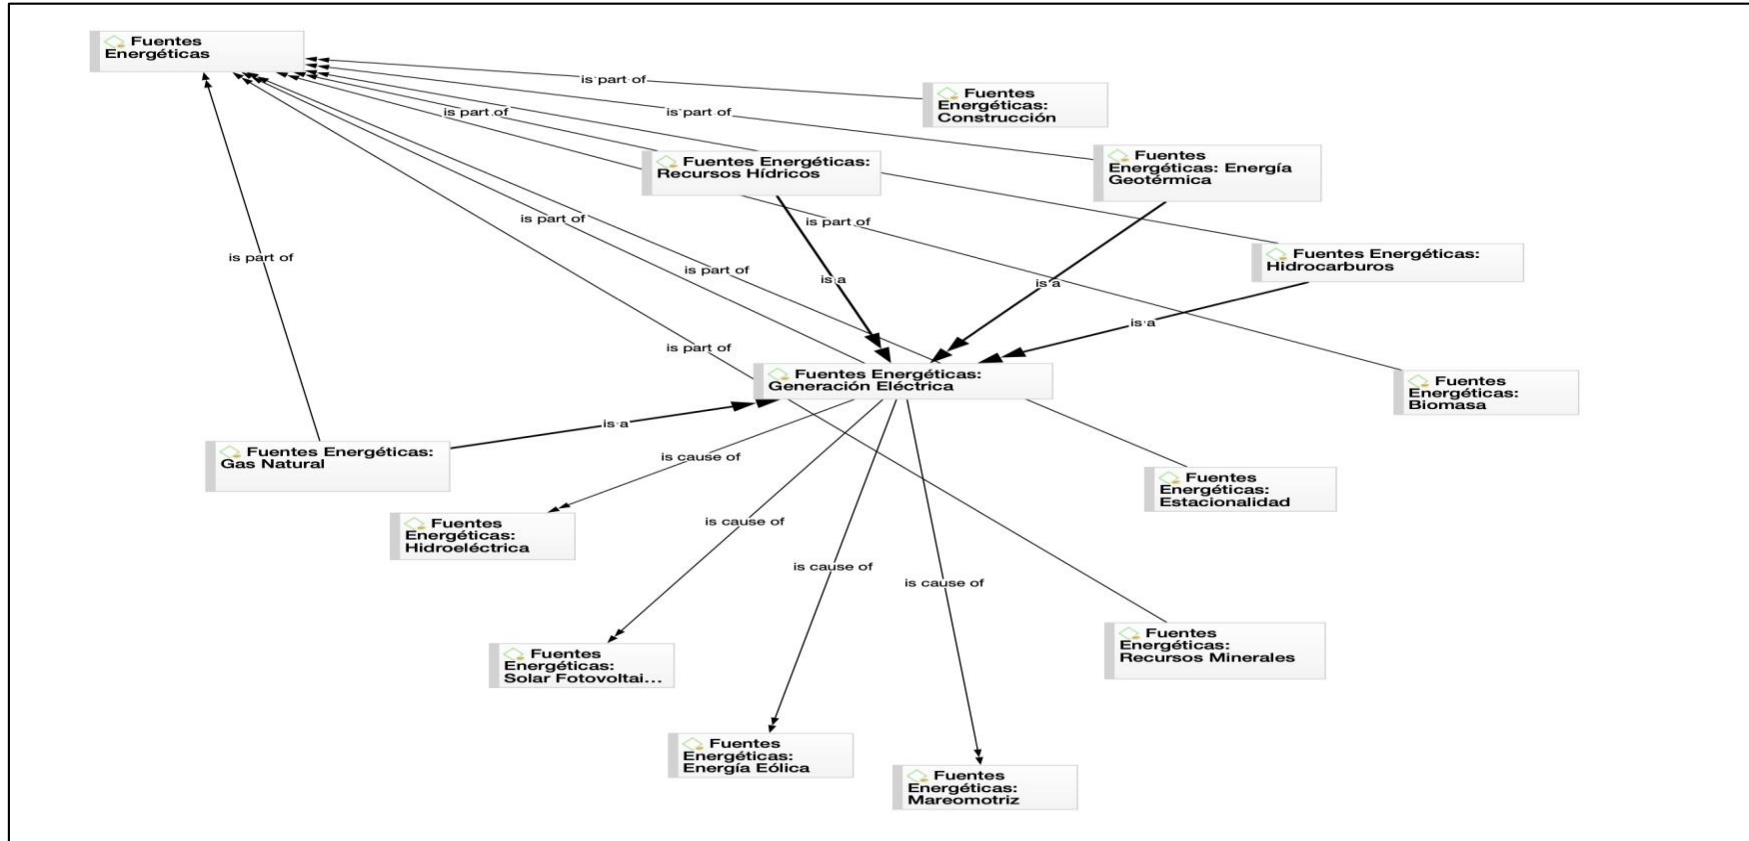 Fuentes
Energéticas
is part of
Fuentes
Energéticas:
Construcción
is part of
is part of
Fuentes Energéticas:
Recursos Hídricos
Fuentes
Energéticas: Energía
Geotérmica
is part of
is part of
is part of
Fuentes Energéticas:
Hidrocarburos
is part of
is a
is a
is a
is part of
Fuentes Energéticas:
Generación Eléctrica
Fuentes
Energéticas:
Biomasa
is a
Fuentes Energéticas:
Gas Natural
is cause of
Fuentes
Energéticas:
Estacionalidad
Fuentes
Energéticas:
Hidroeléctrica
is cause of
is cause of
is cause of
Fuentes
Energéticas:
Recursos Minerales
Fuentes
Energéticas:
Solar Fotovoltai...
Fuentes
Energéticas:
Energía Eólica
Fuentes
Energéticas:
Mareomotriz